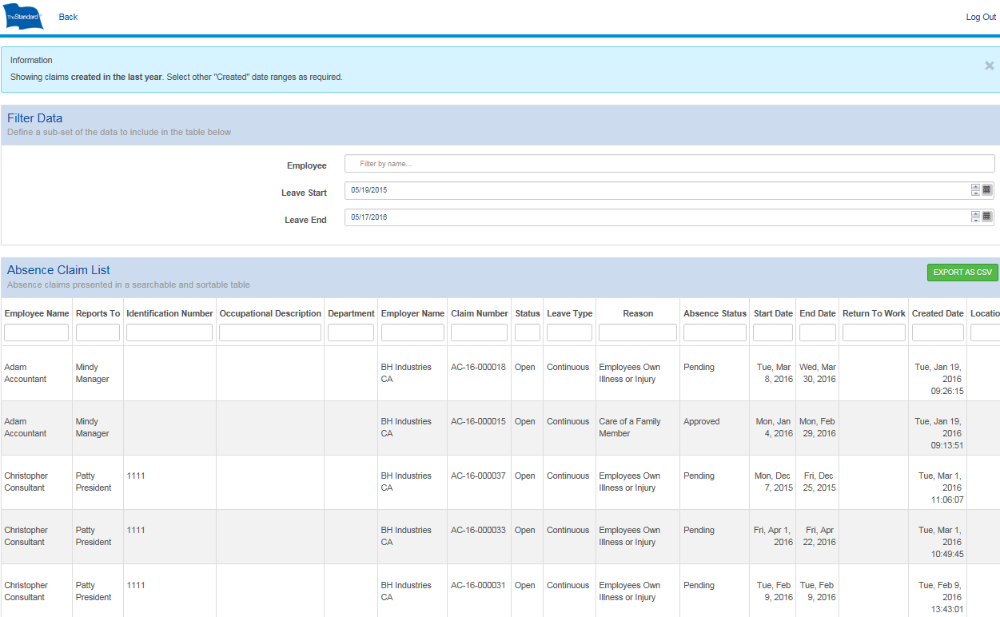 TheStandard Back Log Out
Information
Showing claims created in the last year. Select other "Created" date ranges as required.
Filter Data
Define a sub-set of the data to include in the table below
Employee Filter by name...
Leave Start 05/19/2015
Leave End 05/17/2016
Absence Claim List
EXPORT AS CSV
Absence claims presented in a searchable and sortable table
Employee Name Reports To Identification Number Occupational Description Department Employer Name Claim Number Status Leave Type Reason Absence Status Start Date End Date Return To Work Created Date Locatio
Adam Mindy BH Industries AC-16-000018 Open Continuous Employees Own Pending Tue, Mar Wed, Mar Tue, Jan 19,
Accountant Manager CA Illness or Injury 8, 2016 30, 2016 2016
09:26:15
Adam Mindy BH Industries AC-16-000015 Open Continuous Care of a Family Approved Mon, Jan Mon, Feb Tue, Jan 19,
Accountant Manager CA Member 4, 2016 29, 2016 2016
09:13:51
Christopher Patty 1111 BH Industries AC-16-000037 Open Continuous Employees Own Pending Mon, Dec Fri, Dec Tue, Mar 1,
Consultant President CA Illness or Injury 7, 2015 25, 2015 2016
11:06:07
Christopher Patty 1111 BH Industries AC-16-000033 Open Continuous Employees Own Pending Fri, Apr 1, Fri, Apr Tue, Mar 1,
Consultant President CA Illness or Injury 2016 22, 2016 2016
10:49:45
Christopher Patty 1111 BH Industries AC-16-000031 Open Continuous Employees Own Pending Tue, Feb Tue, Feb Tue, Feb 9,
Consultant President CA Illness or Injury 9, 2016 9, 2016 2016
13:43:01